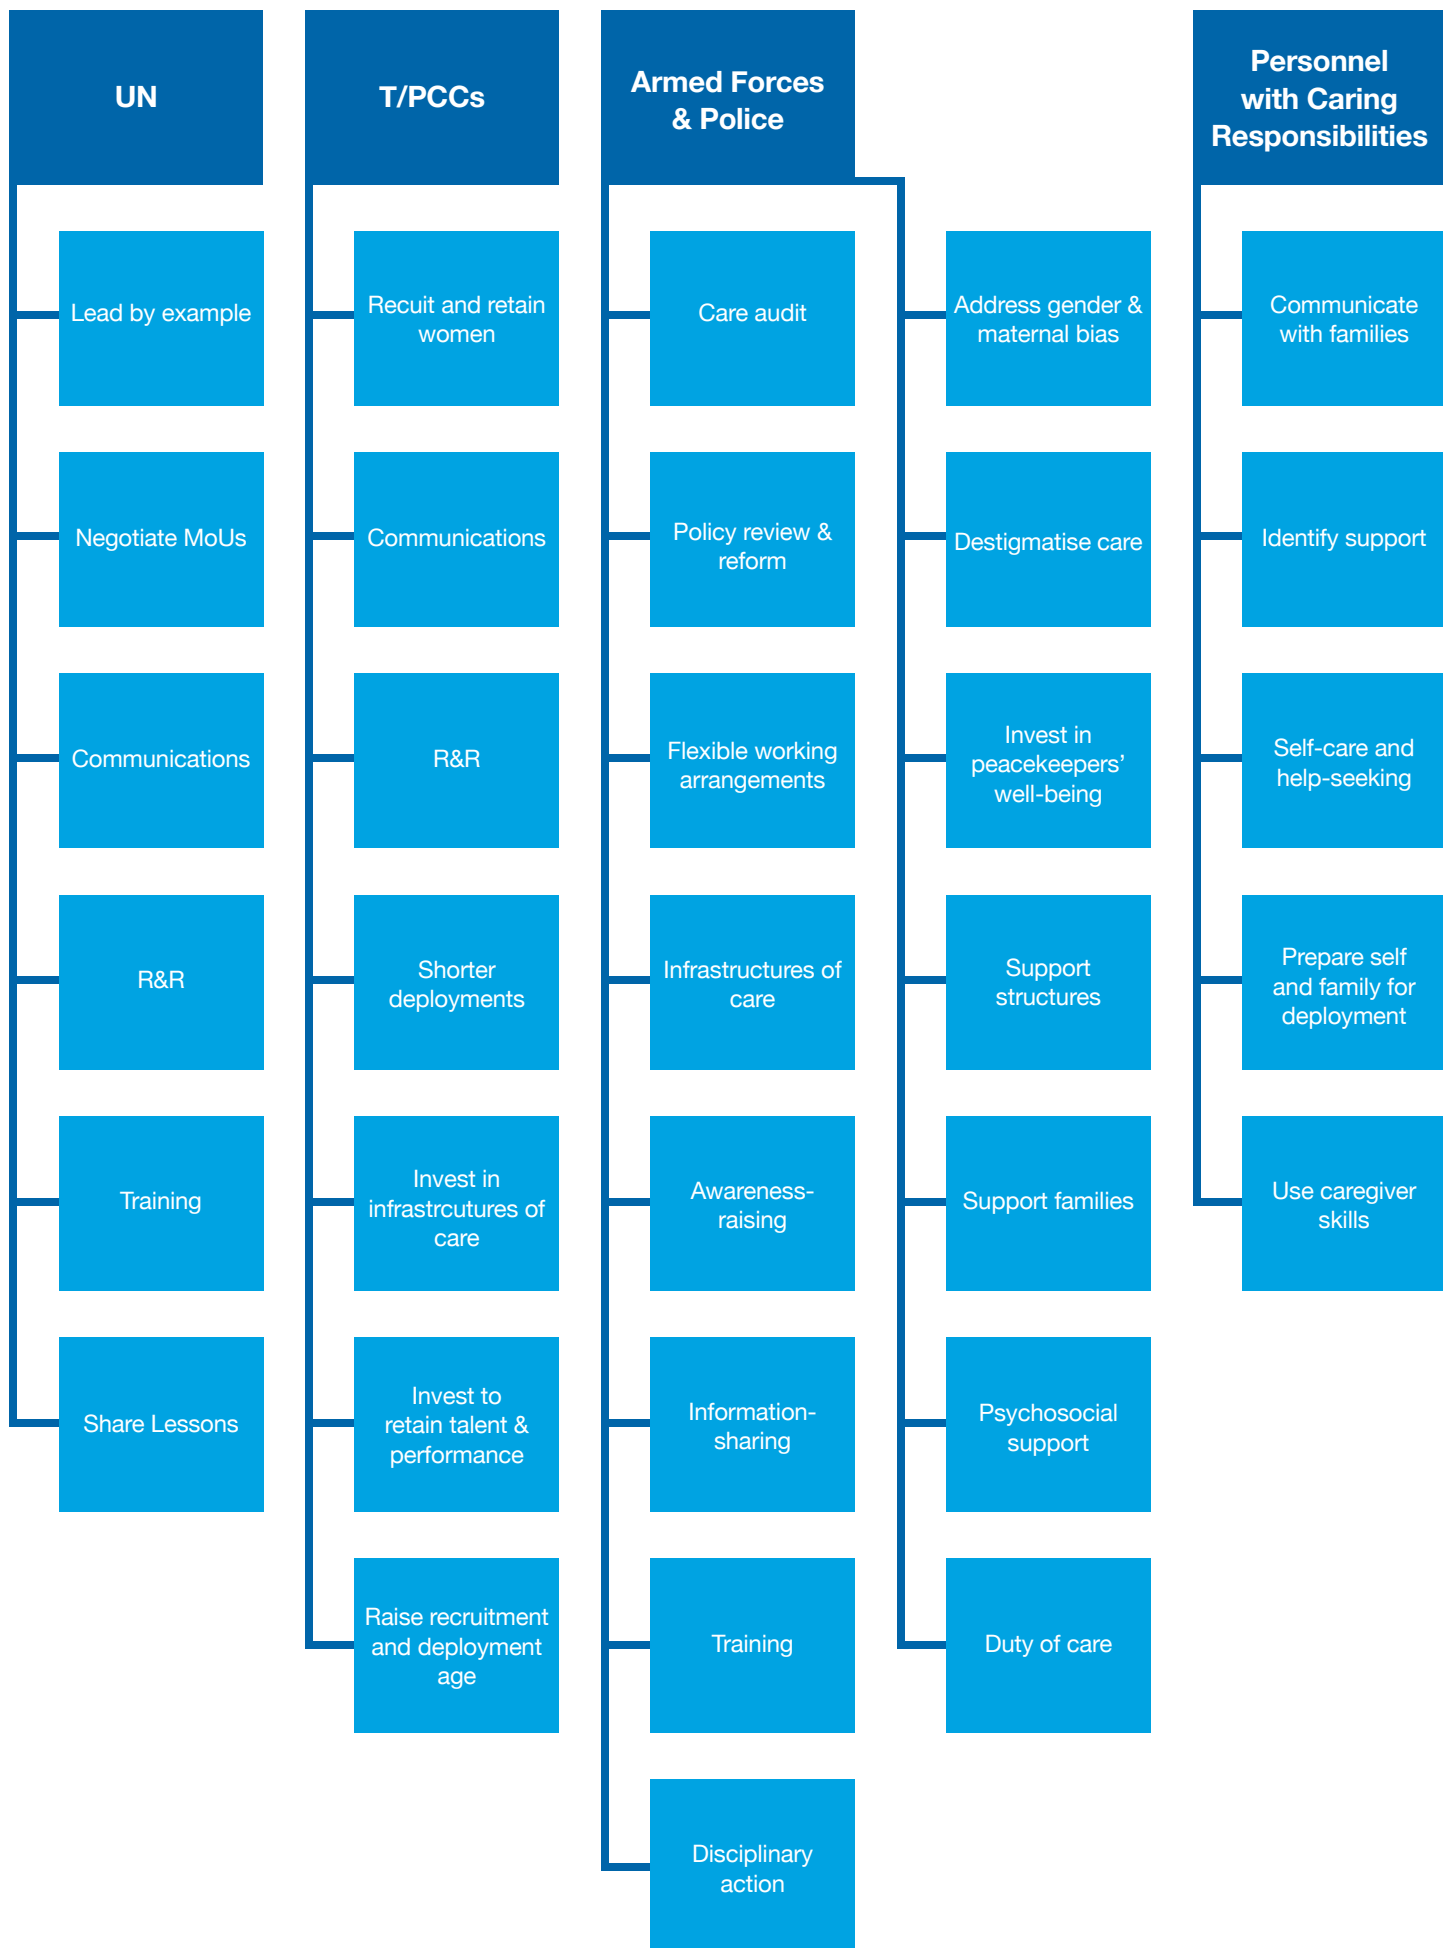 UN
Lead by example
Negotiate MoUs
Communications
R&R
Training
Share Lessons
T/PCCs
Recuit and retain
women
Communications
R&R
Shorter
deployments
Invest in
infrastrcutures of
care
Invest to
retain talent &
performance
Raise recruitment
and deployment
age
Armed Forces
& Police
Care audit
Policy review &
reform
Flexible working
arrangements
Infrastructures of
care
Awareness-
raising
Information-
sharing
Training
Disciplinary
action
Address gender &
maternal bias
Destigmatise care
Invest in
peacekeepers’
well-being
Support
structures
Support families
Psychosocial
support
Duty of care
Personnel
with Caring
Responsibilities
Communicate
with families
Identify support
Self-care and
help-seeking
Prepare self
and family for
deployment
Use caregiver
skills